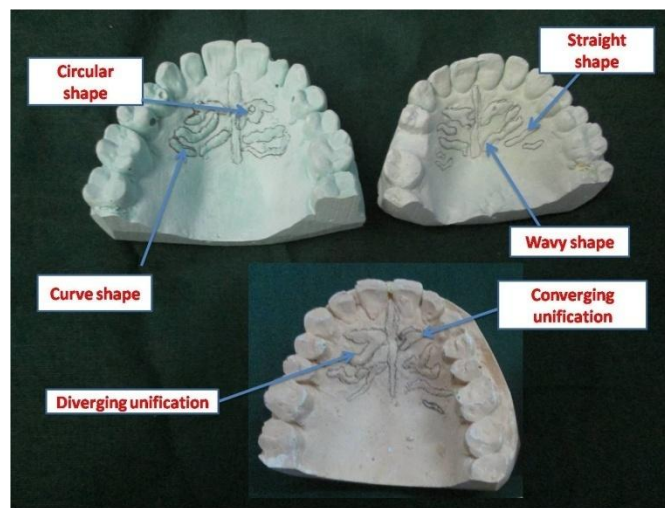 Circular
shape
Straight
shape
Wavy shape
Curve shape
Converging
unification
Diverging unification